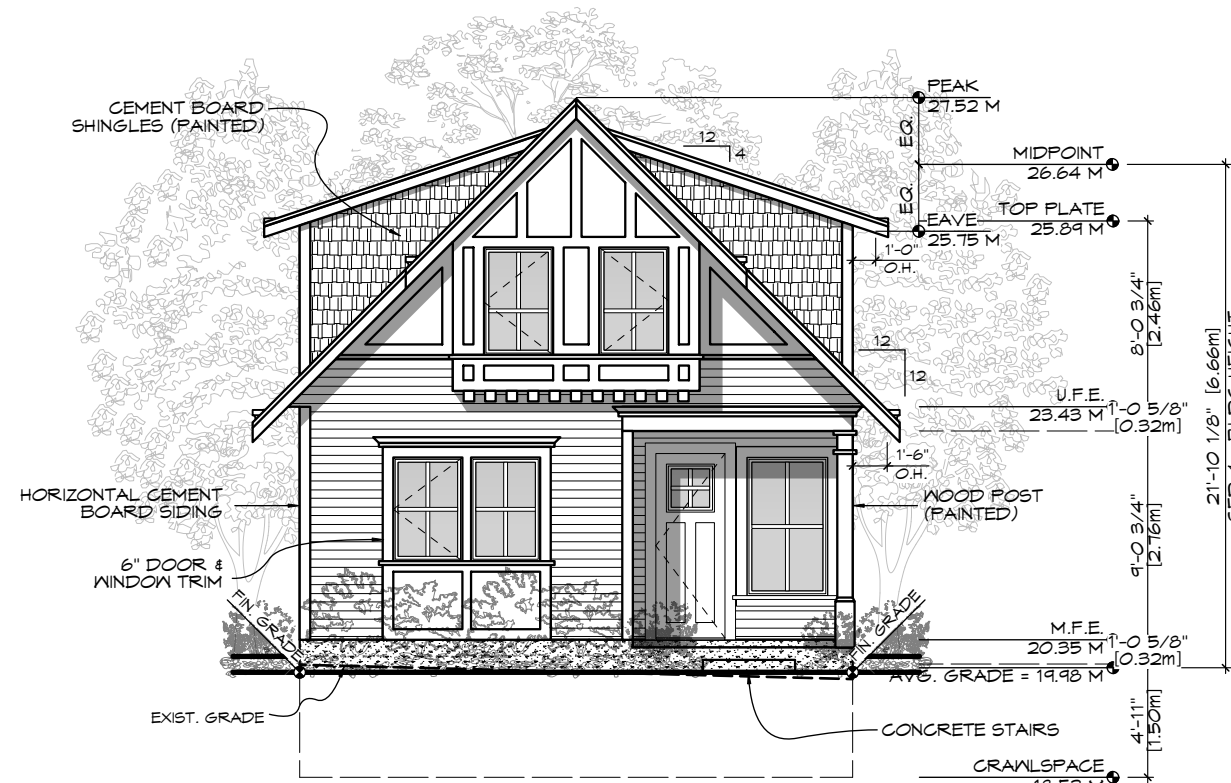 CEMENT BOARD
SHINGLES (PAINTED)
PEAK
27.52 M
EQ.
12
4
MIDPOINT
26.64 M
EQ.
TOP PLATE
25.89 M
EAVE
25.75 M
1'-0"
O.H.
8'-0 3/4"
[2.46m]
21'-10 1/8" [6.66m]
12
12
U.F.E.
23.43 M
1'-0 5/8"
[0.32m]
1'-6"
O.H.
HORIZONTAL CEMENT
BOARD SIDING
WOOD POST
(PAINTED)
9'-0 3/4"
[2.76m]
6" DOOR &
WINDOW TRIM
FIN. GRADE
FIN. GRADE
M.F.E.
20.35 M
1'-0 5/8"
[0.32m]
AVG. GRADE = 19.98 M
EXIST. GRADE
CONCRETE STAIRS
4'-11"
[1.50m]
CRAWLSPACE